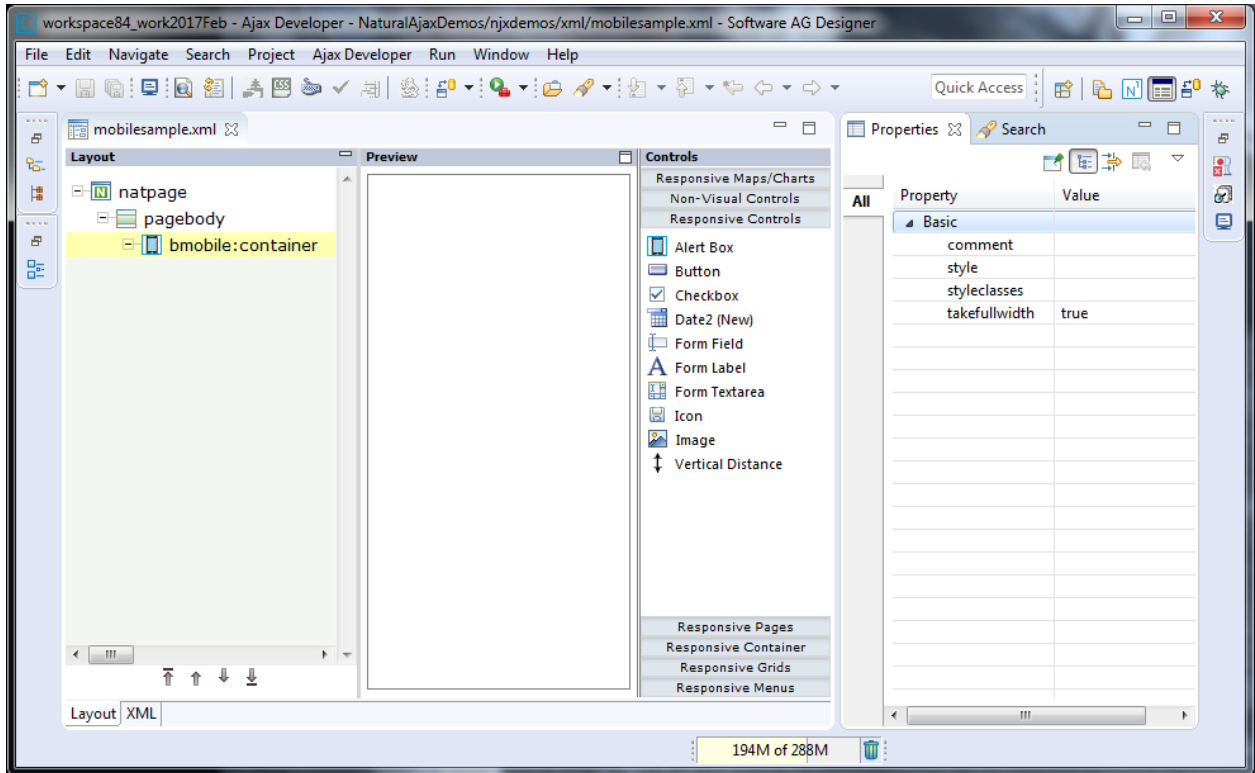 workspace84_work2017Feb - Ajax Developer - NaturalAjaxDemos/njxdemos/xml/mobilesample.xml - Software AG Designer
File Edit Navigate Search Project Ajax Developer Run Window Help
Quick Access
mobilesample.xml
Layout
natpage
pagebody
bmobile:container
Layout XML
Preview
Controls
Responsive Maps/Charts
Non-Visual Controls
Responsive Controls
Alert Box
Button
Checkbox
Date2 (New)
Form Field
Form Label
Form Textarea
Icon
Image
Vertical Distance
Responsive Pages
Responsive Container
Responsive Grids
Responsive Menus
Properties Search
All
Property Value
Basic
comment
style
styleclasses
takefullwidth true
194M of 288M